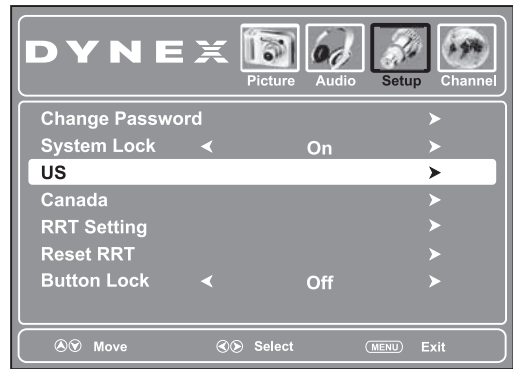 DYNEX
Picture Audio Setup Channel
Change Password
System Lock On
US
Canada
RRT Setting
Reset RRT
Button Lock Off
Move Select MENU Exit